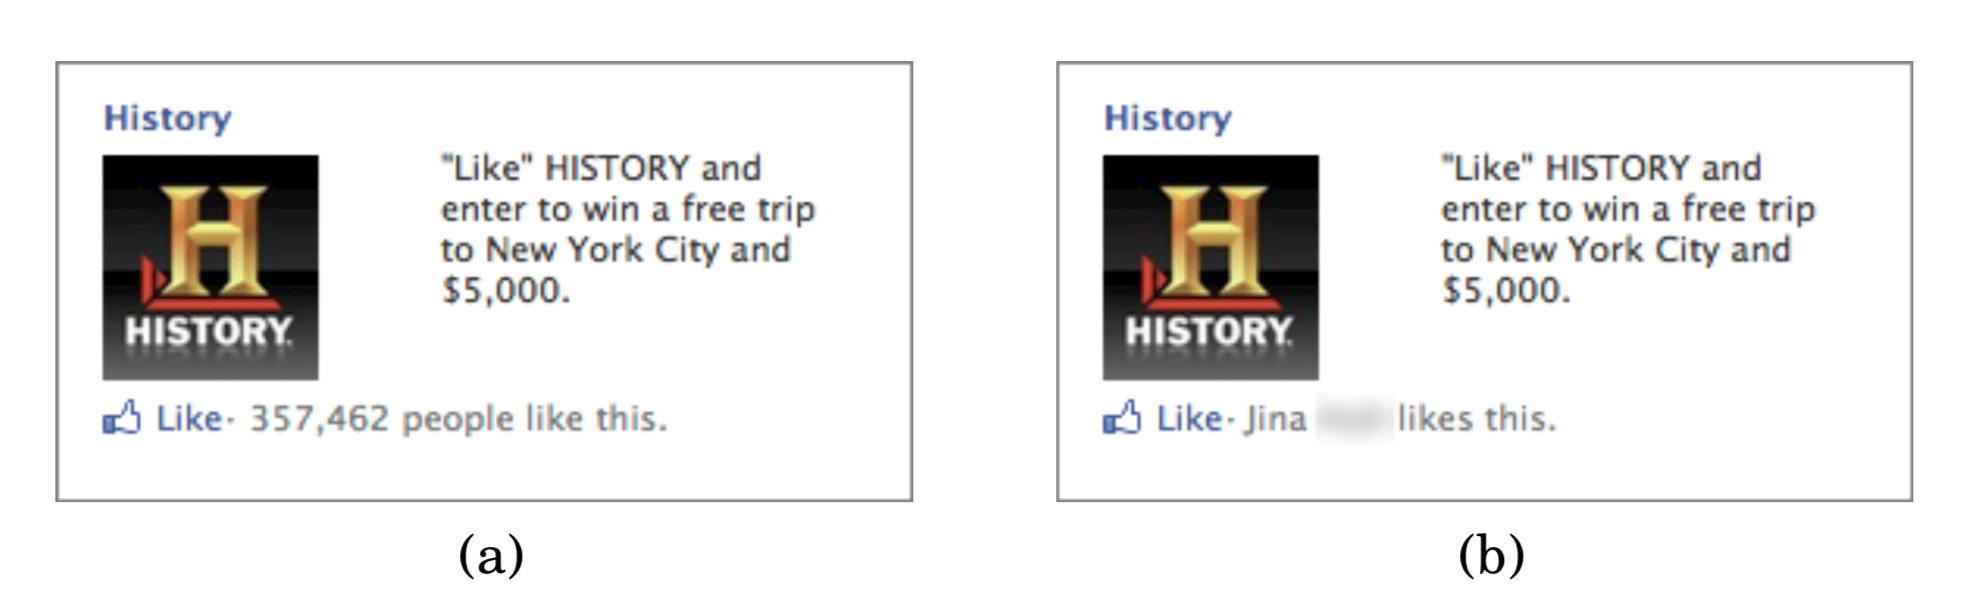 History
"Like" HISTORY and
enter to win a free trip
to New York City and
$5,000.
HISTORY
Like· 357,462 people like this.
(a)
History
"Like" HISTORY and
enter to win a free trip
to New York City and
$5,000.
HISTORY
Like· Jina likes this.
(b)